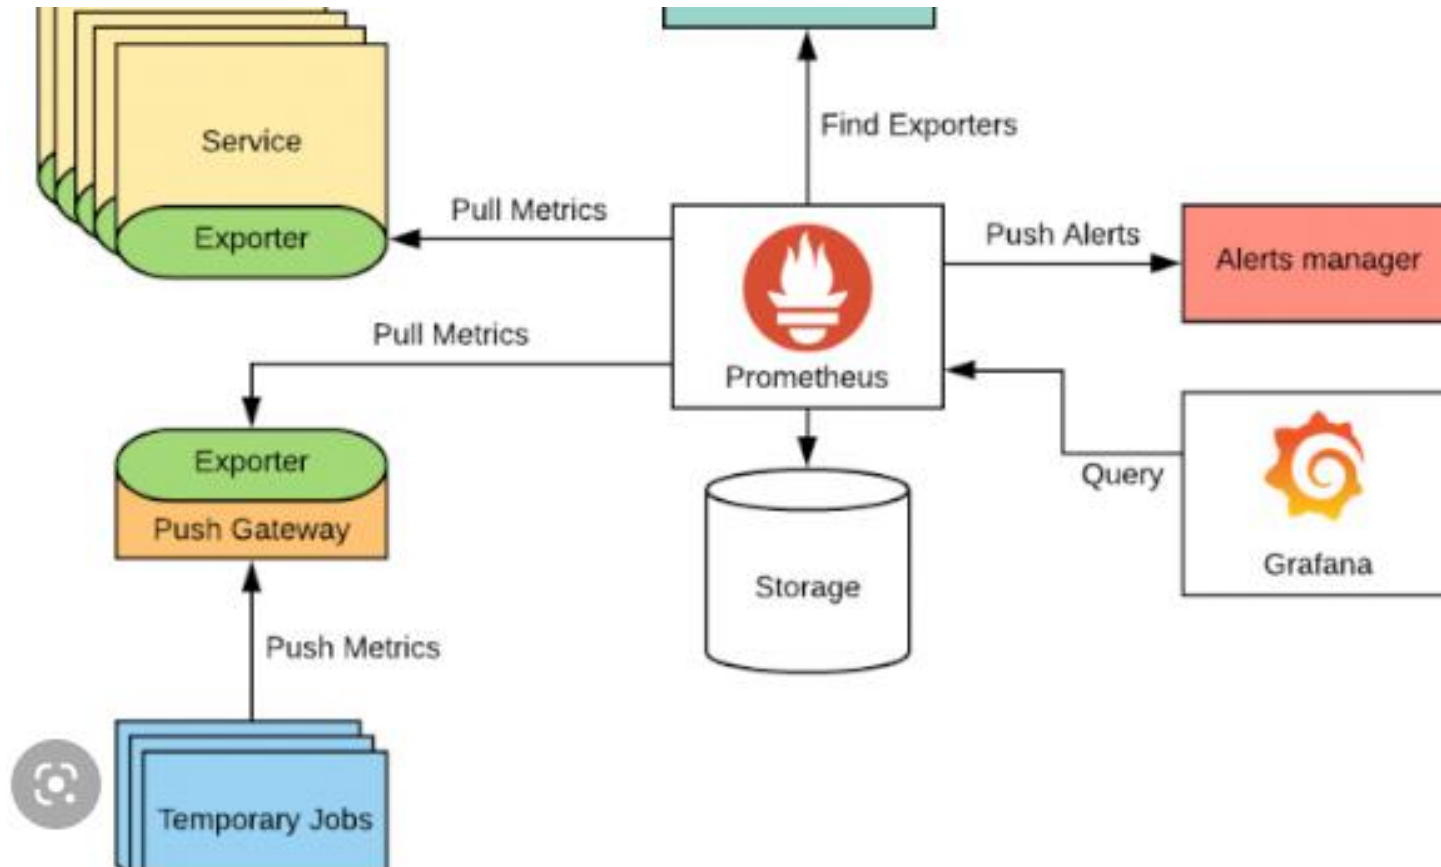 Find Exporters
Service
Pull Metrics
Exporter
Push Alerts
Alerts manager
Pull Metrics
Prometheus
Exporter
Push Gateway
Query
Grafana
Storage
Push Metrics
Temporary Jobs